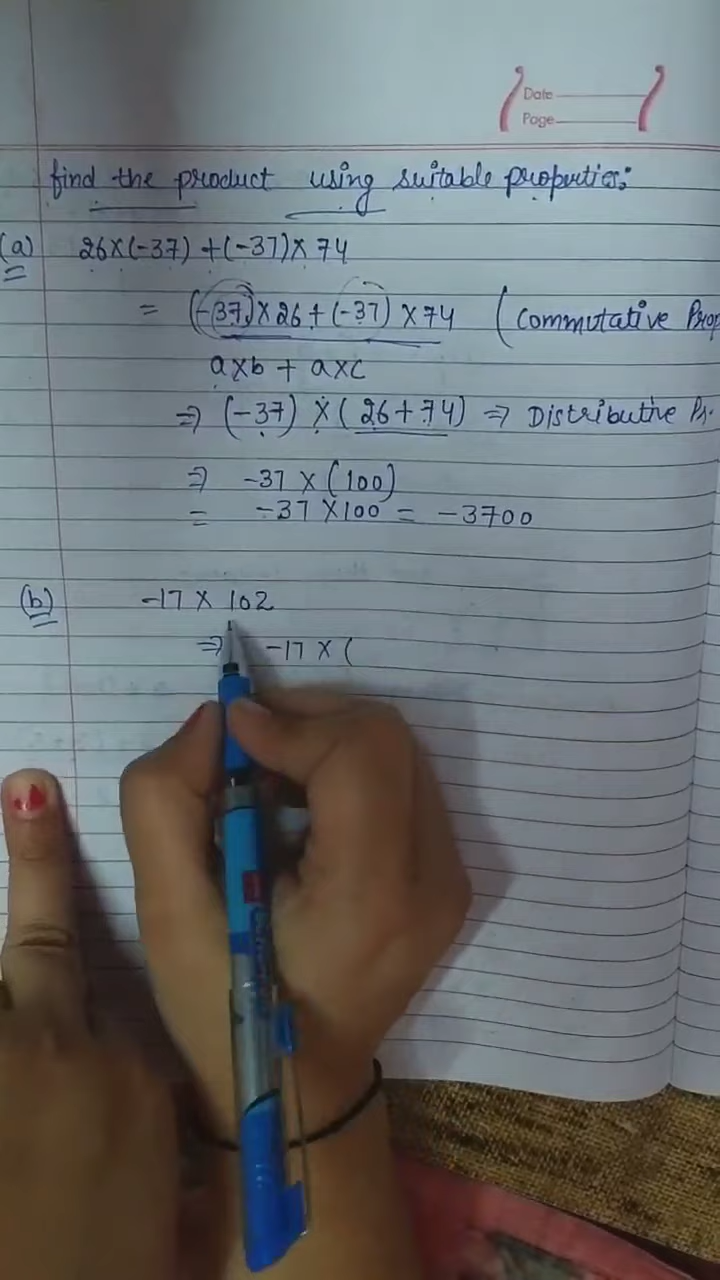 Date
Page
find the product using suitable properties:
(a) 26×(-37)+(-37)×74
= (-37)×26+(-37)×74 (Commutative Prop
a×b + a×c
⇒ (-37)×(26+74) ⇒ Distributive Pr.
⇒ -37×(100)
= -37×100 = -3700
(b) -17×102
⇒ -17×(